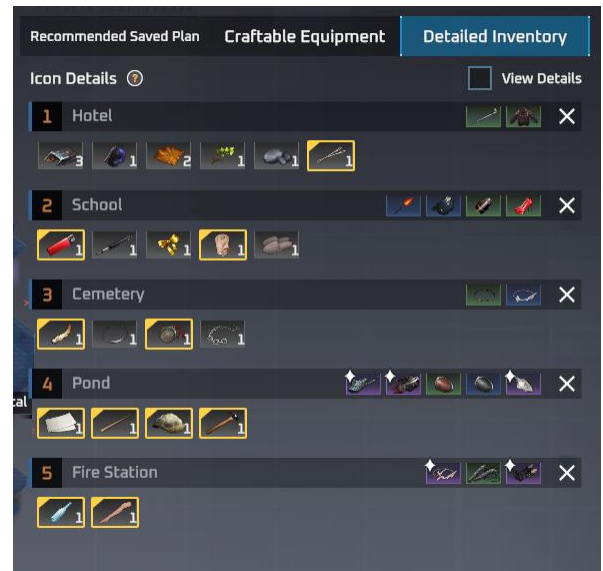 Recommended Saved Plan Craftable Equipment Detailed Inventory
Icon Details ? View Details
1 Hotel
3 1 2 1 1 1
2 School
1 1 1 1 1
3 Cemetery
1 1 1 1
4 Pond
al
1 1 1 1
5 Fire Station
1 1